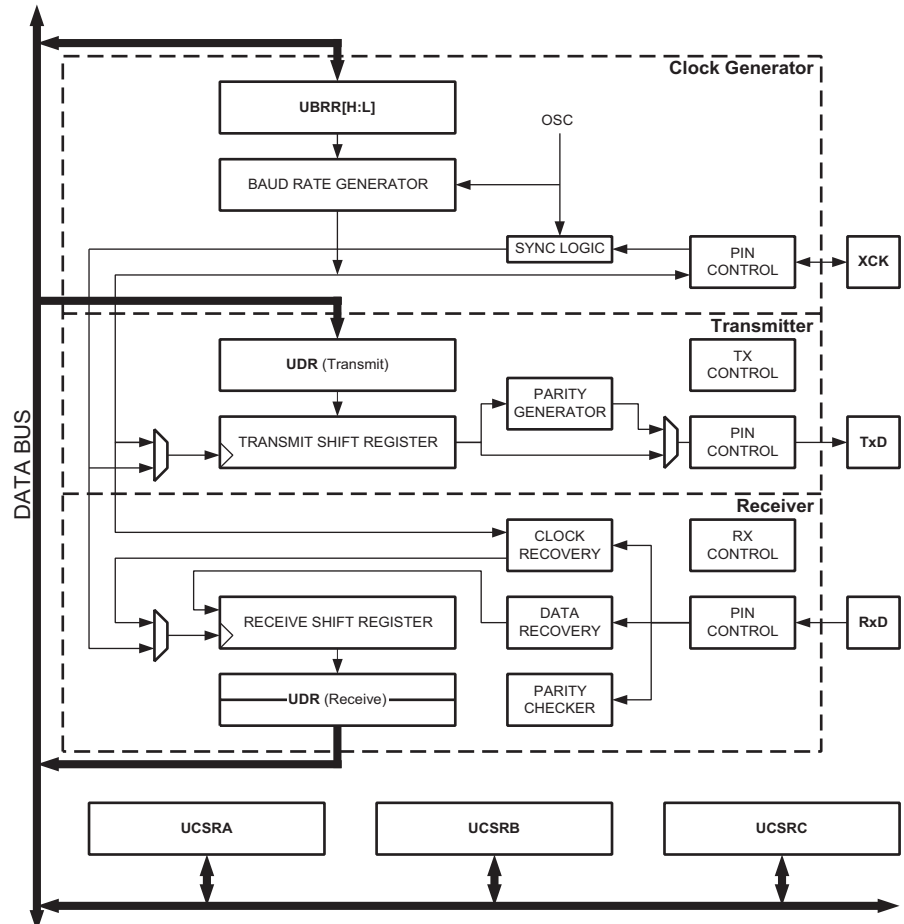 Clock Generator
UBRR[H:L]
OSC
BAUD RATE GENERATOR
SYNC LOGIC
PIN
CONTROL
XCK
Transmitter
UDR (Transmit)
TX
CONTROL
PARITY
GENERATOR
TRANSMIT SHIFT REGISTER
PIN
CONTROL
TxD
DATA BUS
Receiver
CLOCK
RECOVERY
RX
CONTROL
RECEIVE SHIFT REGISTER
DATA
RECOVERY
PIN
CONTROL
RxD
UDR (Receive)
PARITY
CHECKER
UCSRA
UCSRB
UCSRC